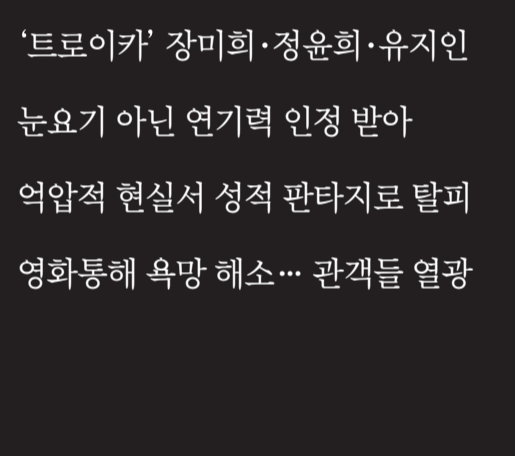 ‘트로이카’ 장미희·정윤희·유지인
눈요기 아닌 연기력 인정 받아
억압적 현실서 성적 판타지로 탈피
영화통해 욕망 해소… 관객들 열광